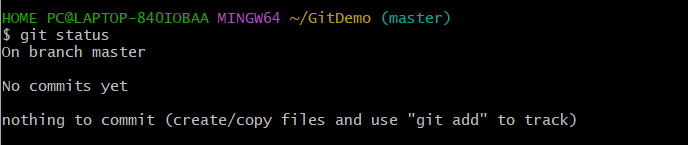 HOME PC@LAPTOP-84OIOBAA MINGW64 ~/GitDemo (master)
$ git status
On branch master
No commits yet
nothing to commit (create/copy files and use "git add" to track)